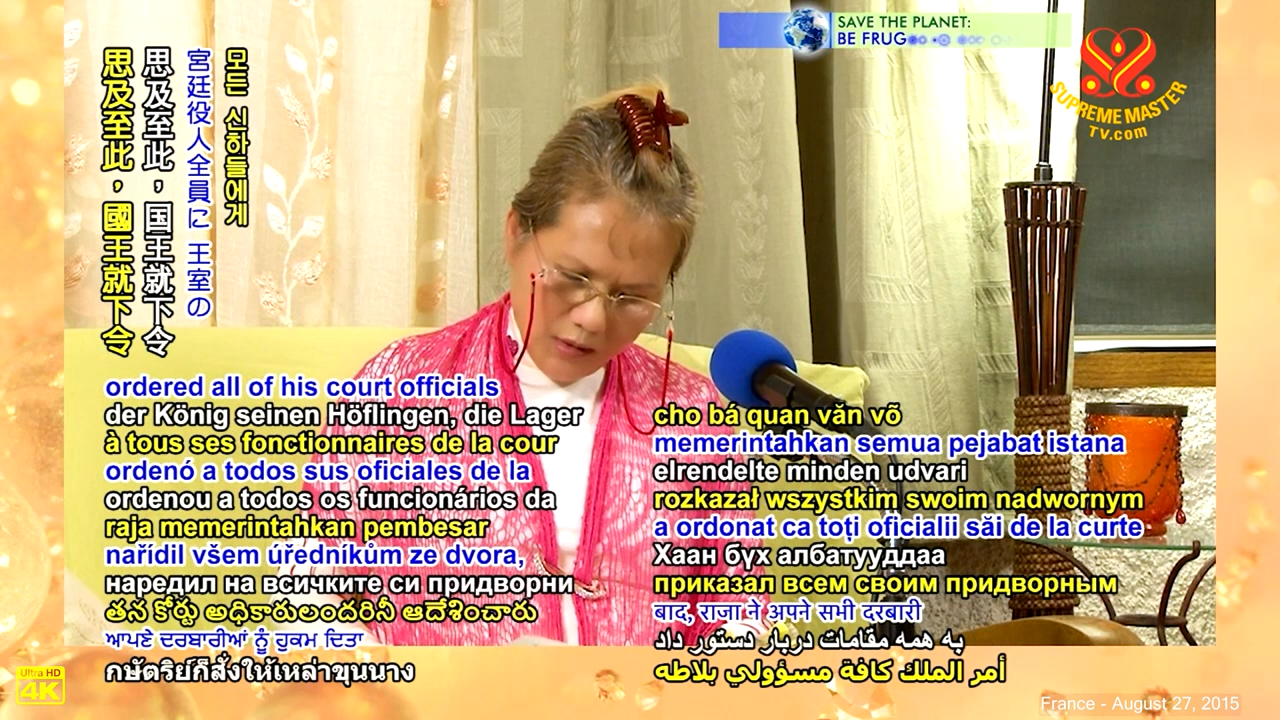 SAVE THE PLANET:
BE FRUG
SUPREME MASTER
TV.com
모든 신하들에게
宮廷役人全員に 王室の
思及至此，国王就下令
思及至此，國王就下令
ordered all of his court officials
der König seinen Höflingen, die Lager
à tous ses fonctionnaires de la cour
ordenó a todos sus oficiales de la
ordenou a todos os funcionários da
raja memerintahkan pembesar
nařídil všem úředníkům ze dvora,
наредил на всичките си придворни
తన కోర్టు అధికారులందరినీ ఆదేశించారు
ਆਪਣੇ ਦਰਬਾਰੀਆਂ ਨੂੰ ਹੁਕਮ ਦਿਤਾ
กษัตริย์ก็สั่งให้เหล่าขุนนาง
cho bá quan văn võ
memerintahkan semua pejabat istana
elrendelte minden udvari
rozkazał wszystkim swoim nadwornym
a ordonat ca toți oficialii săi de la curte
Хаан бүх албатууддаа
приказал всем своим придворным
बाद, राजा ने अपने सभी दरबारी
به همه مقامات دربار دستور داد
أمر الملك كافة مسؤولي بلاطه
Ultra HD
4K
France - August 27, 2015